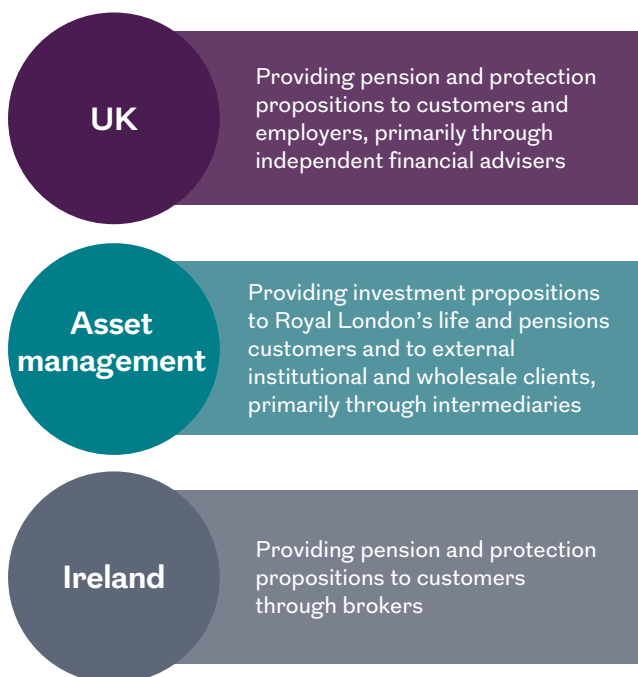 UK
Providing pension and protection
propositions to customers and
employers, primarily through
independent financial advisers
Asset
management
Providing investment propositions
to Royal London’s life and pensions
customers and to external
institutional and wholesale clients,
primarily through intermediaries
Ireland
Providing pension and protection
propositions to customers
through brokers